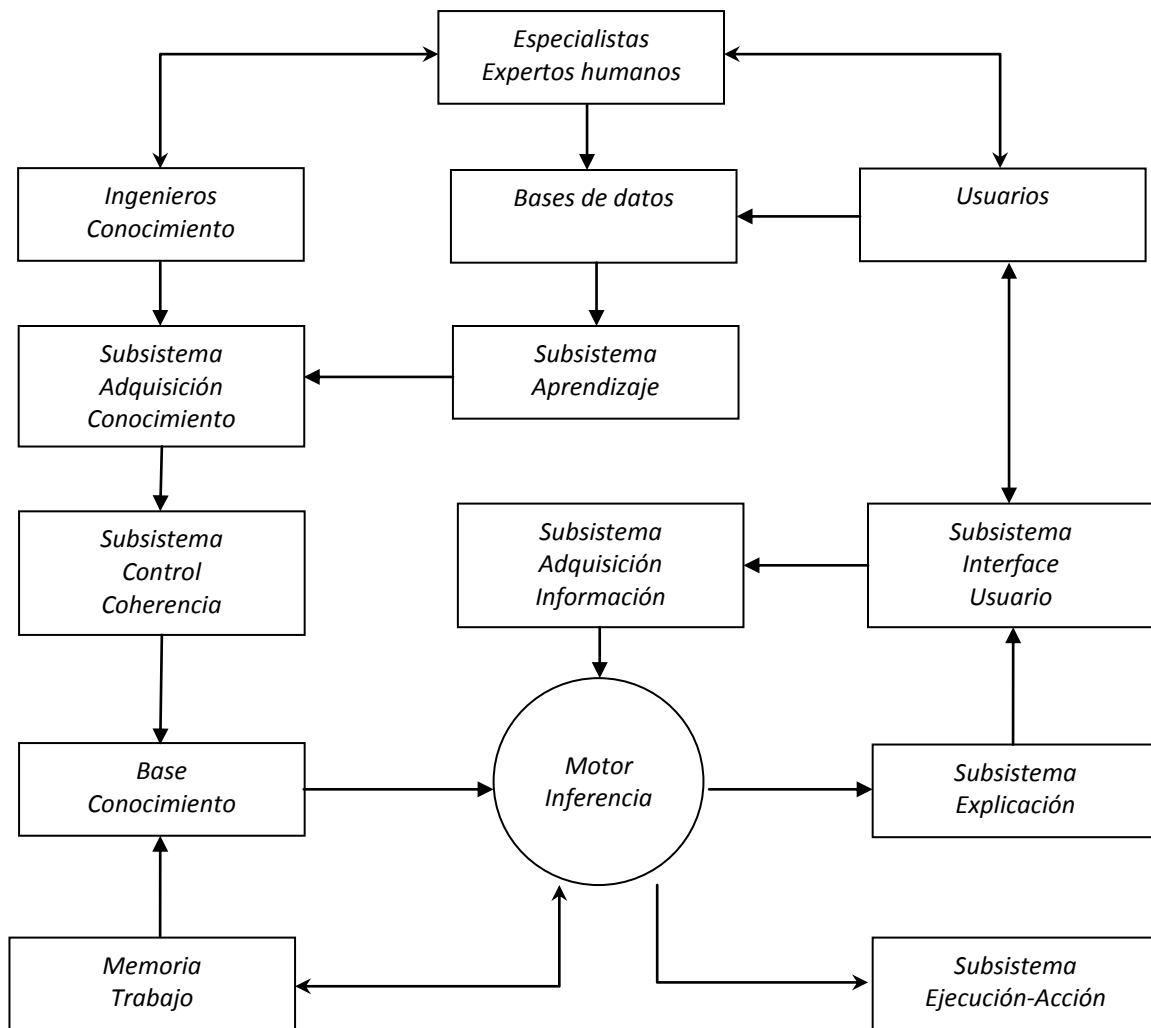 Especialistas
Expertos humanos
Ingenieros
Conocimiento
Bases de datos
Usuarios
Subsistema
Adquisición
Conocimiento
Subsistema
Aprendizaje
Subsistema
Control
Coherencia
Subsistema
Adquisición
Información
Subsistema
Interface
Usuario
Base
Conocimiento
Motor
Inferencia
Subsistema
Explicación
Memoria
Trabajo
Subsistema
Ejecución-Acción